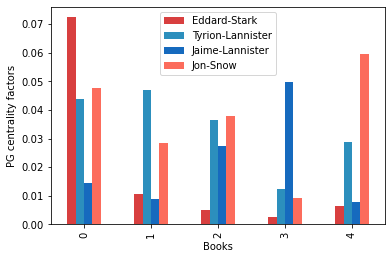 PG centrality factors
0.07
0.06
0.05
0.04
0.03
0.02
0.01
0.00
Eddard-Stark
Tyrion-Lannister
Jaime-Lannister
Jon-Snow
0 1 2 3 4
Books